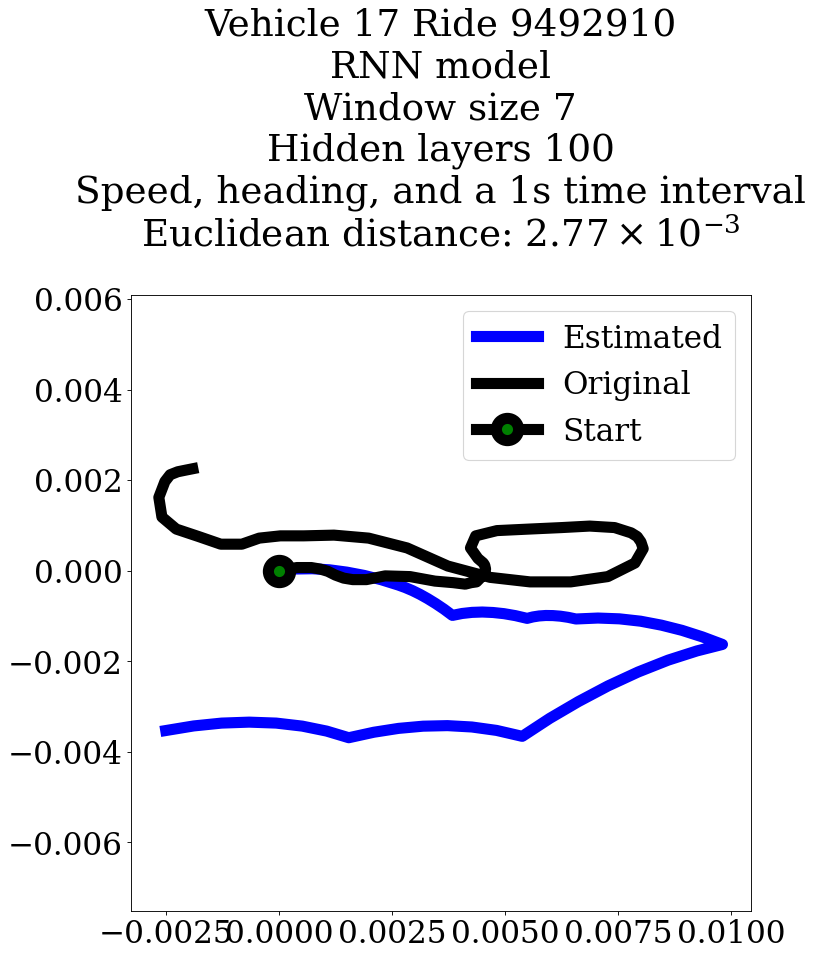 Vehicle 17 Ride 9492910
RNN model
Window size 7
Hidden layers 100
Speed, heading, and a 1s time interval
Euclidean distance: 2.77 × 10⁻³
0.006
0.004
0.002
0.000
−0.002
−0.004
−0.006
Estimated
Original
Start
−0.0025 0.0000 0.0025 0.0050 0.0075 0.0100